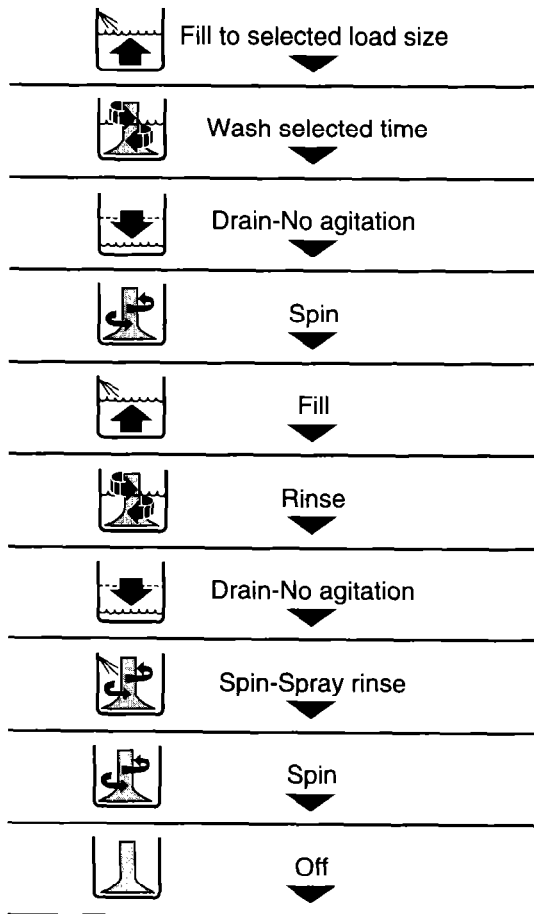 Fill to selected load size
Wash selected time
Drain-No agitation
Spin
Fill
Rinse
Drain-No agitation
Spin-Spray rinse
Spin
Off